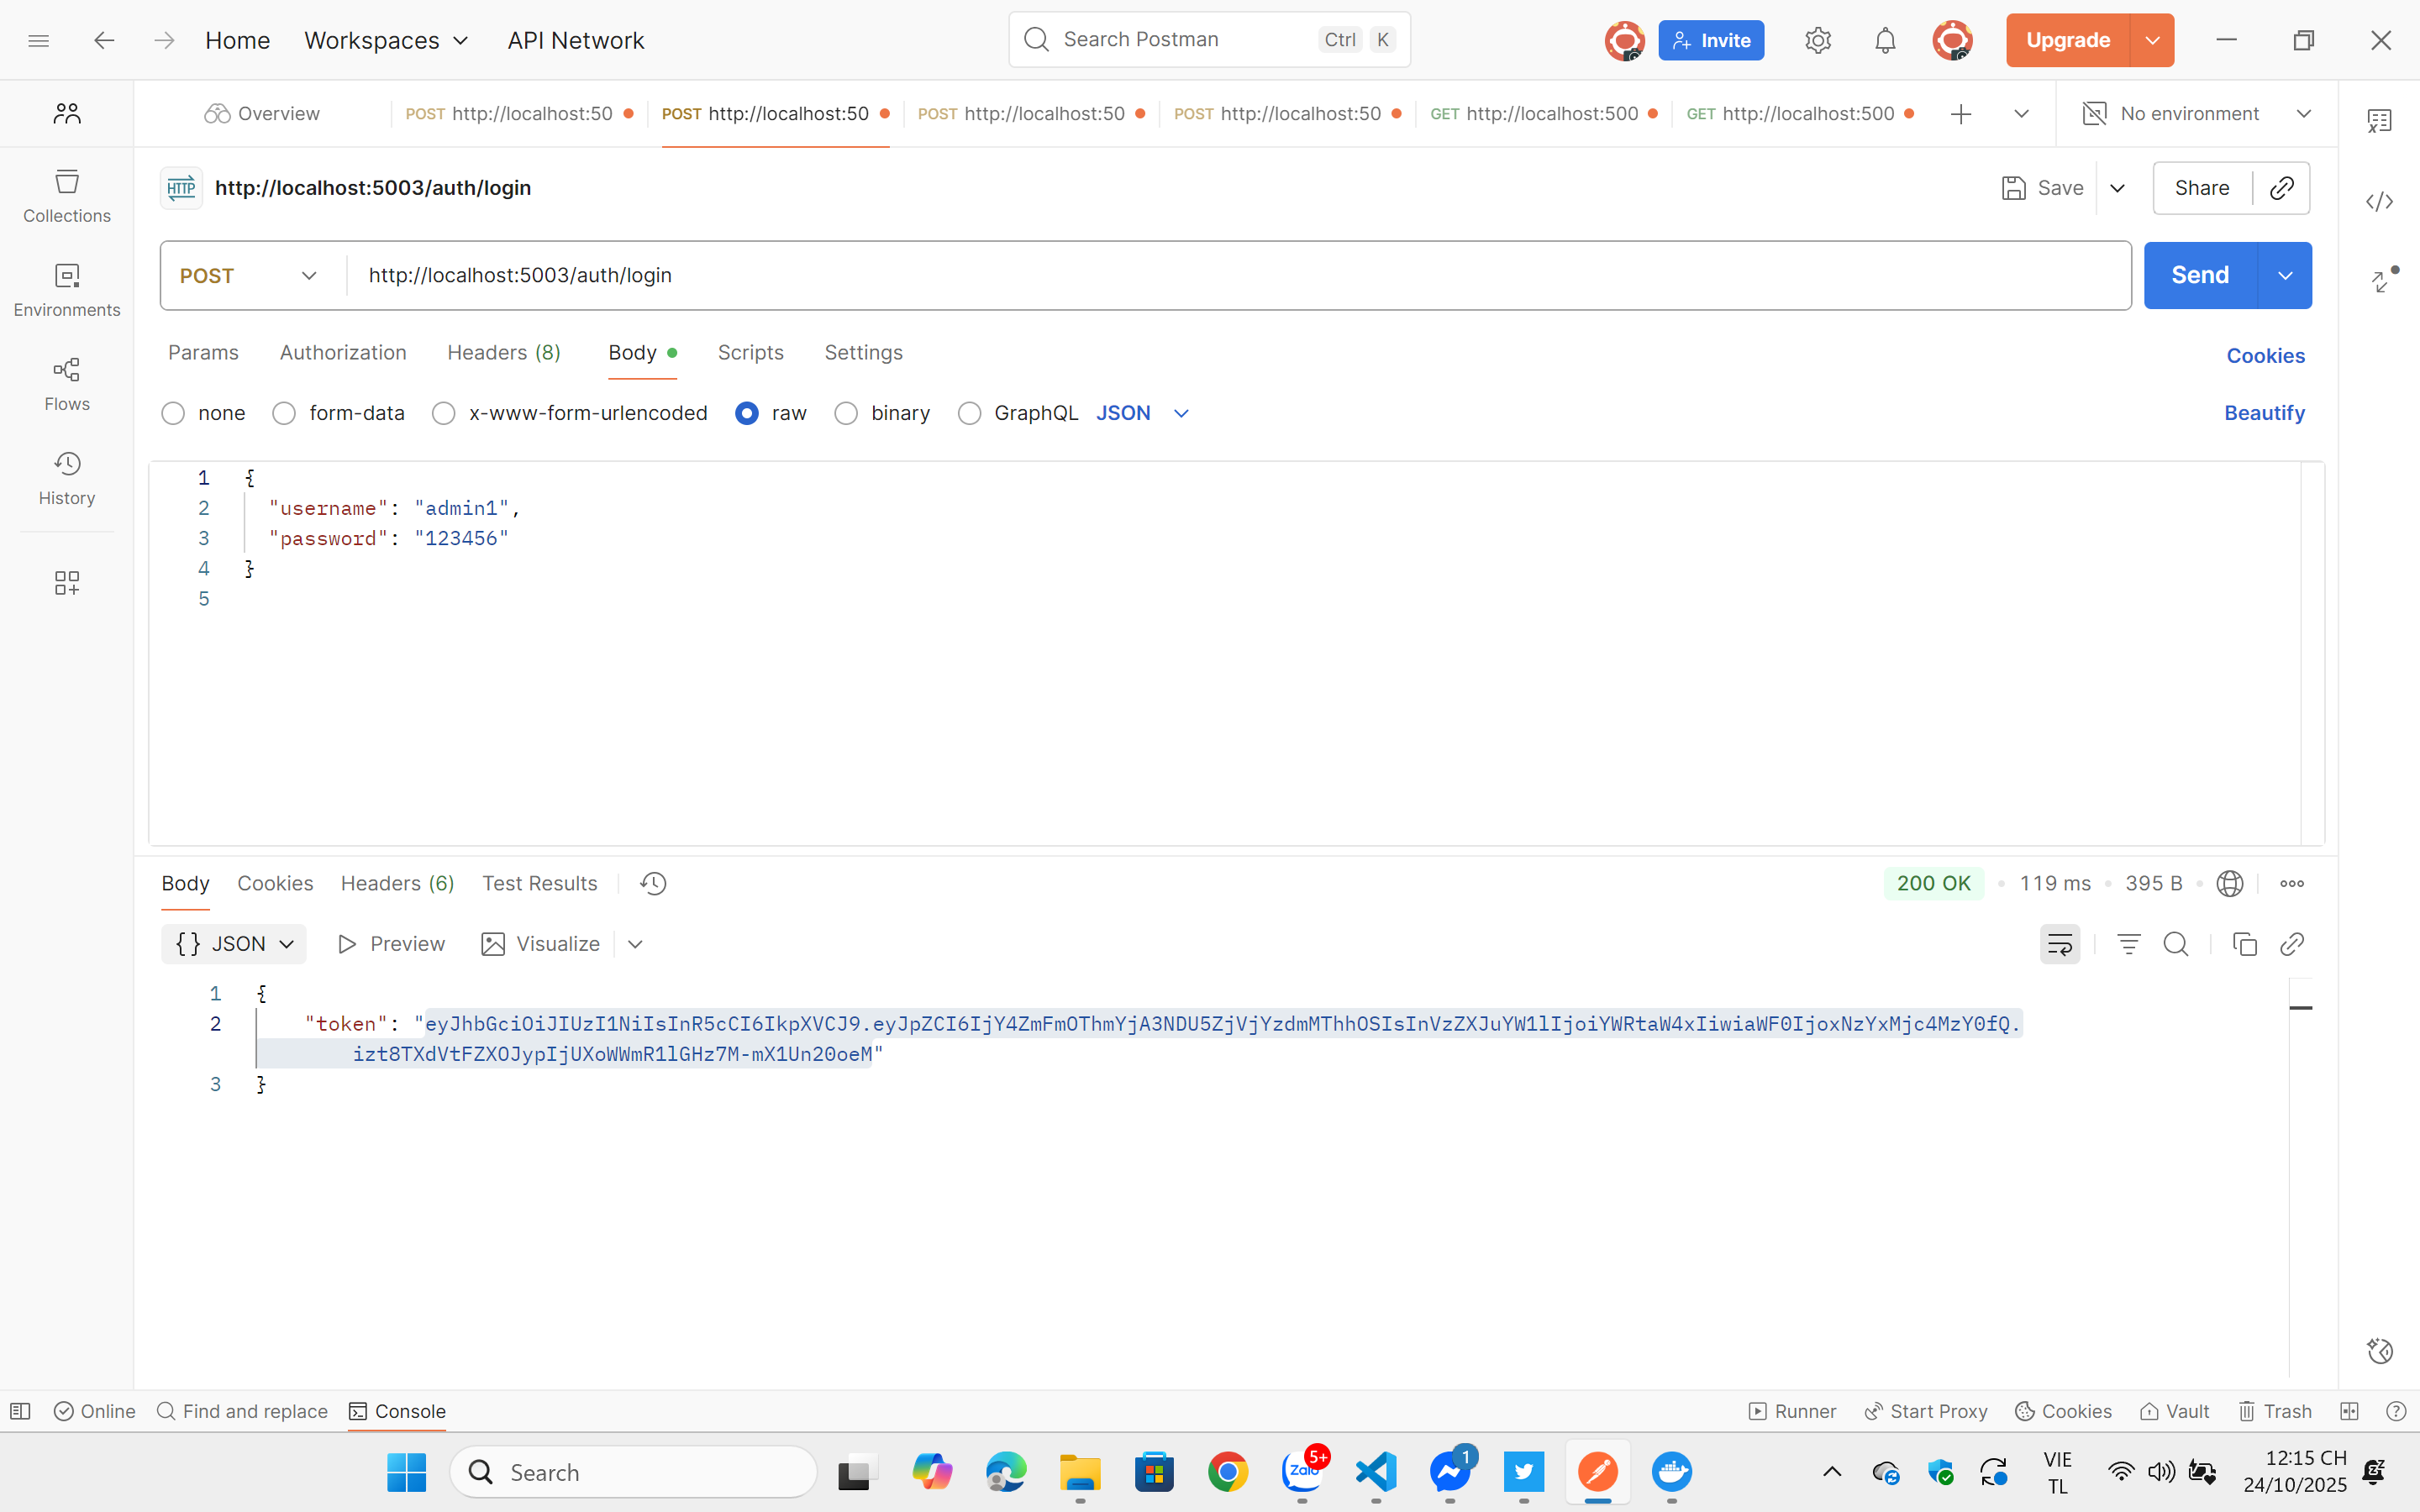 Home Workspaces API Network Search Postman Ctrl K Invite Upgrade
Overview POST http://localhost:50 POST http://localhost:50 POST http://localhost:50 POST http://localhost:50 GET http://localhost:500 GET http://localhost:500 No environment
Collections
Environments
Flows
History
HTTP http://localhost:5003/auth/login Save Share
POST http://localhost:5003/auth/login Send
Params Authorization Headers (8) Body Scripts Settings Cookies
none form-data x-www-form-urlencoded raw binary GraphQL JSON Beautify
1 {
2 "username": "admin1",
3 "password": "123456"
4 }
5
Body Cookies Headers (6) Test Results 200 OK 119 ms 395 B
{} JSON Preview Visualize
1 {
2 "token": "eyJhbGciOiJIUzI1NiIsInR5cCI6IkpXVCJ9.eyJpZCI6IjY4ZmFmOThmYjA3NDU5ZjVjYzdmMThhOSIsInVzZXJuYW1lIjoiYWRtaW4xIiwiaWF0IjoxNzYxMjc4MzY0fQ.
izt8TXdVtFZXOJypIjUXoWWmR1lGHz7M-mX1Un20oeM"
3 }
Online Find and replace Console Runner Start Proxy Cookies Vault Trash
Search Zalo 5+ 1 VIE 12:15 CH
TL 24/10/2025